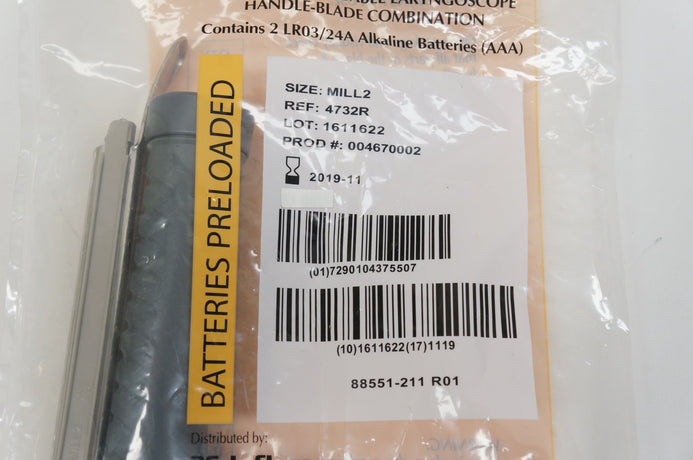 LARYNGOSCOPE
HANDLE-BLADE COMBINATION
Contains 2 LR03/24A Alkaline Batteries (AAA)
BATTERIES PRELOADED
SIZE: MILL2
REF: 4732R
LOT: 1611622
PROD #: 004670002
2019-11
(01)7290104375507
(10)1611622(17)1119
88551-211 R01
Distributed by: